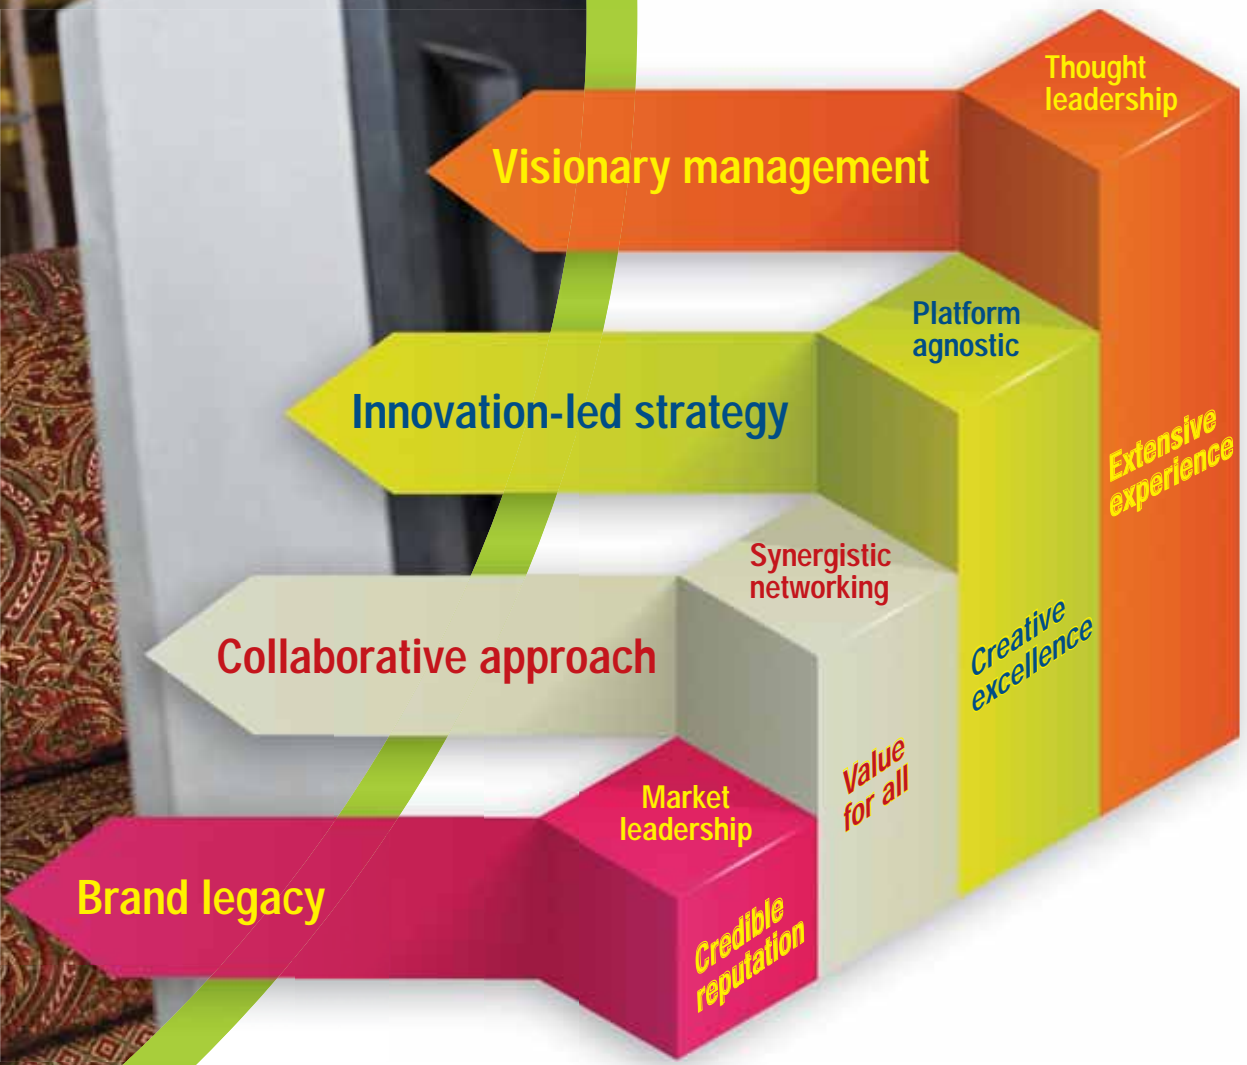 Thought
leadership
Visionary management
Extensive
experience
Platform
agnostic
Innovation-led strategy
Creative
excellence
Synergistic
networking
Collaborative approach
Value
for all
Market
leadership
Brand legacy
Credible
reputation